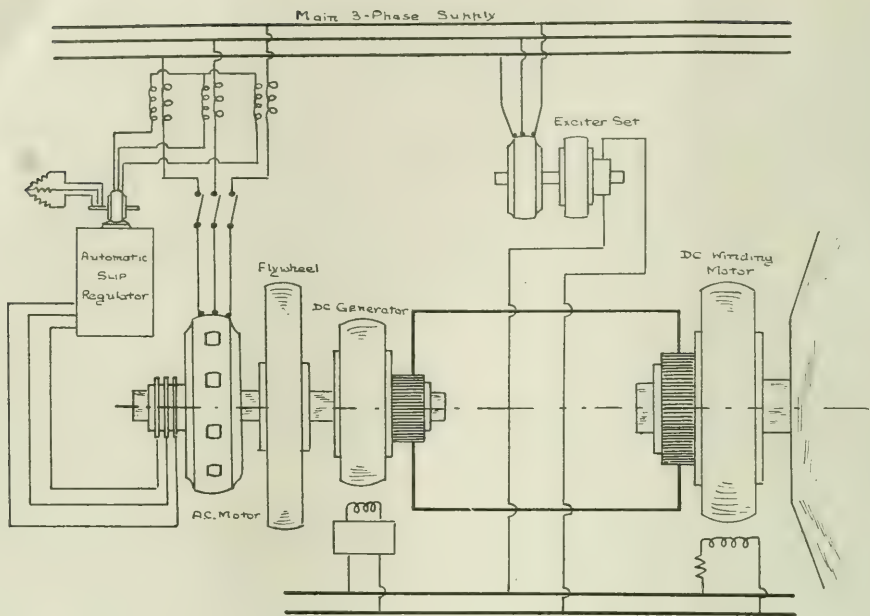 Main 3-Phase Supply
Exciter Set
Automatic
Slip
Regulator
Flywheel
DC Generator
DC Winding
Motor
A.C. Motor